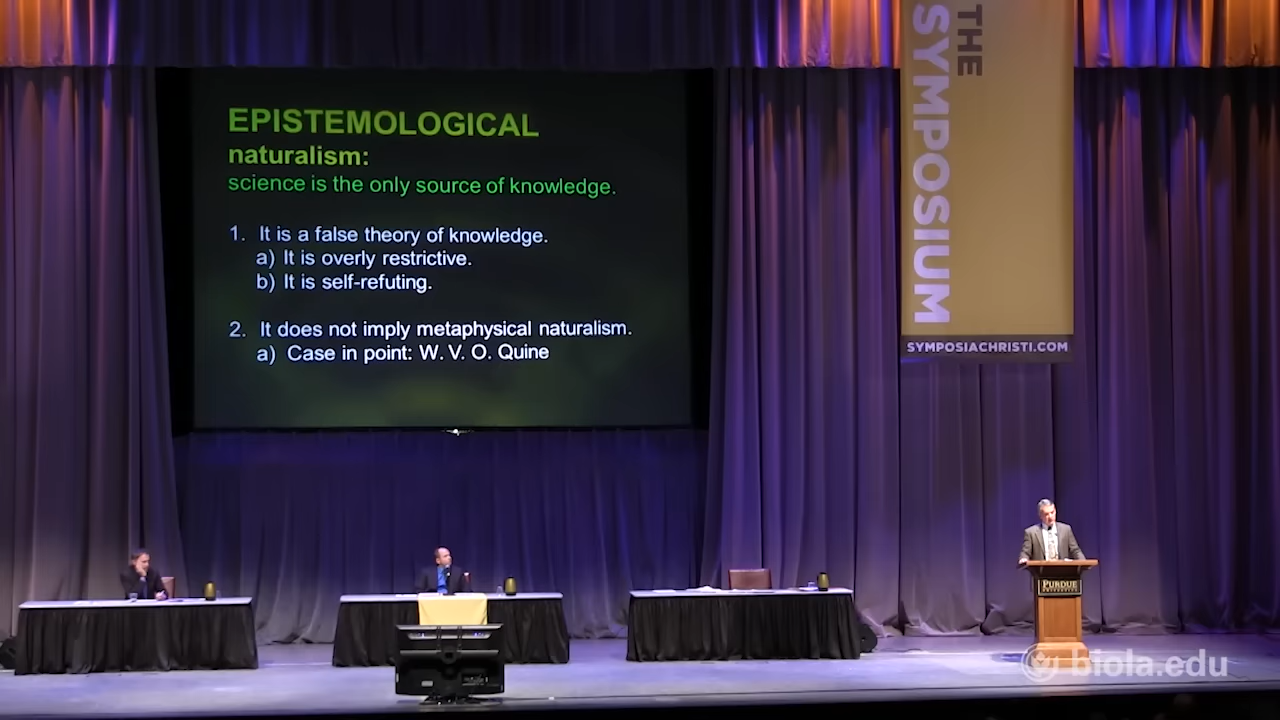 EPISTEMOLOGICAL
naturalism:
science is the only source of knowledge.
1. It is a false theory of knowledge.
a) It is overly restrictive.
b) It is self-refuting.
2. It does not imply metaphysical naturalism.
a) Case in point: W. V. O. Quine
THE
SYMPOSIUM
SYMPOSIACHRISTI.COM
PURDUE
biola.edu